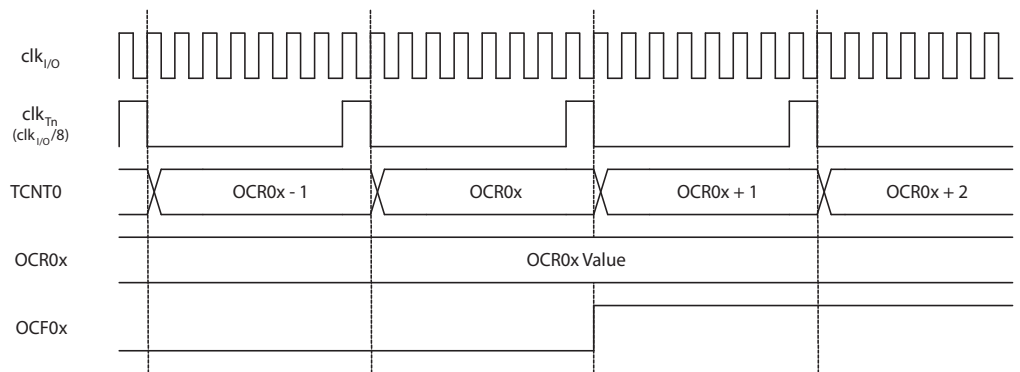 clkI/O
clkTn
(clkI/O/8)
TCNT0 OCR0x - 1 OCR0x OCR0x + 1 OCR0x + 2
OCR0x OCR0x Value
OCF0x